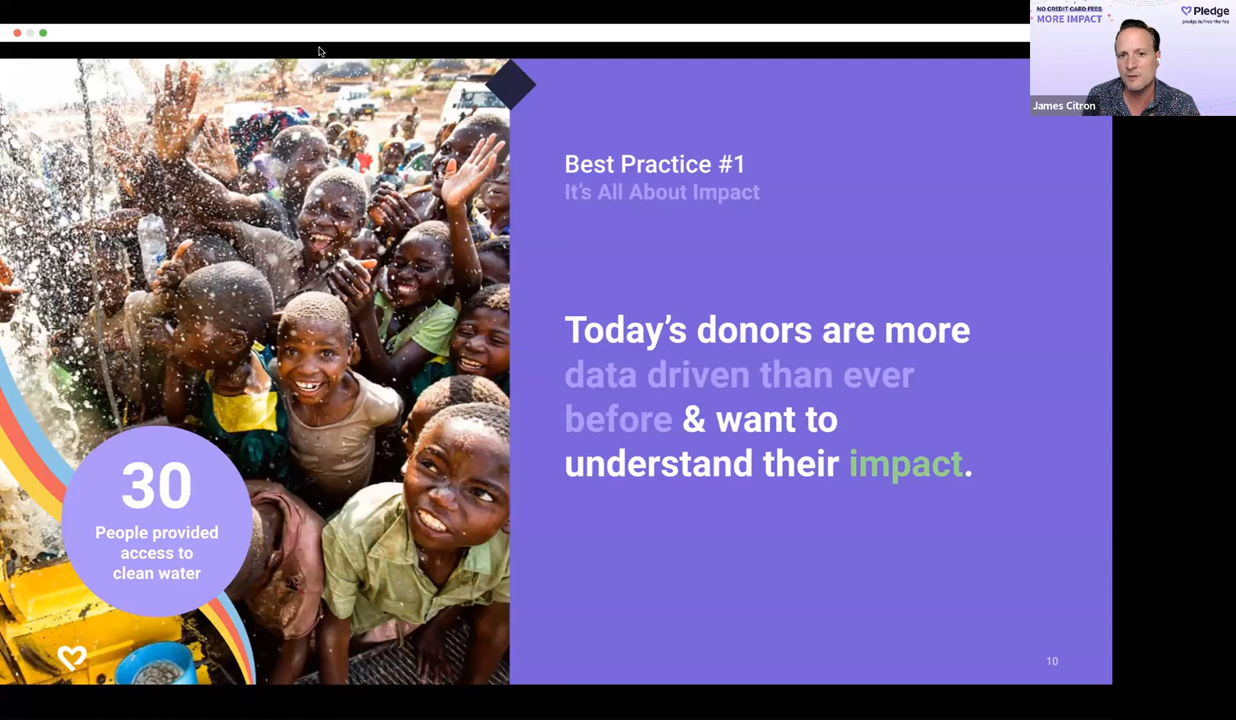 NO CREDIT CARD FEES
MORE IMPACT
Pledge
James Citron
Best Practice #1
It's All About Impact
Today's donors are more
data driven than ever
before & want to
understand their impact.
30
People provided
access to
clean water
10